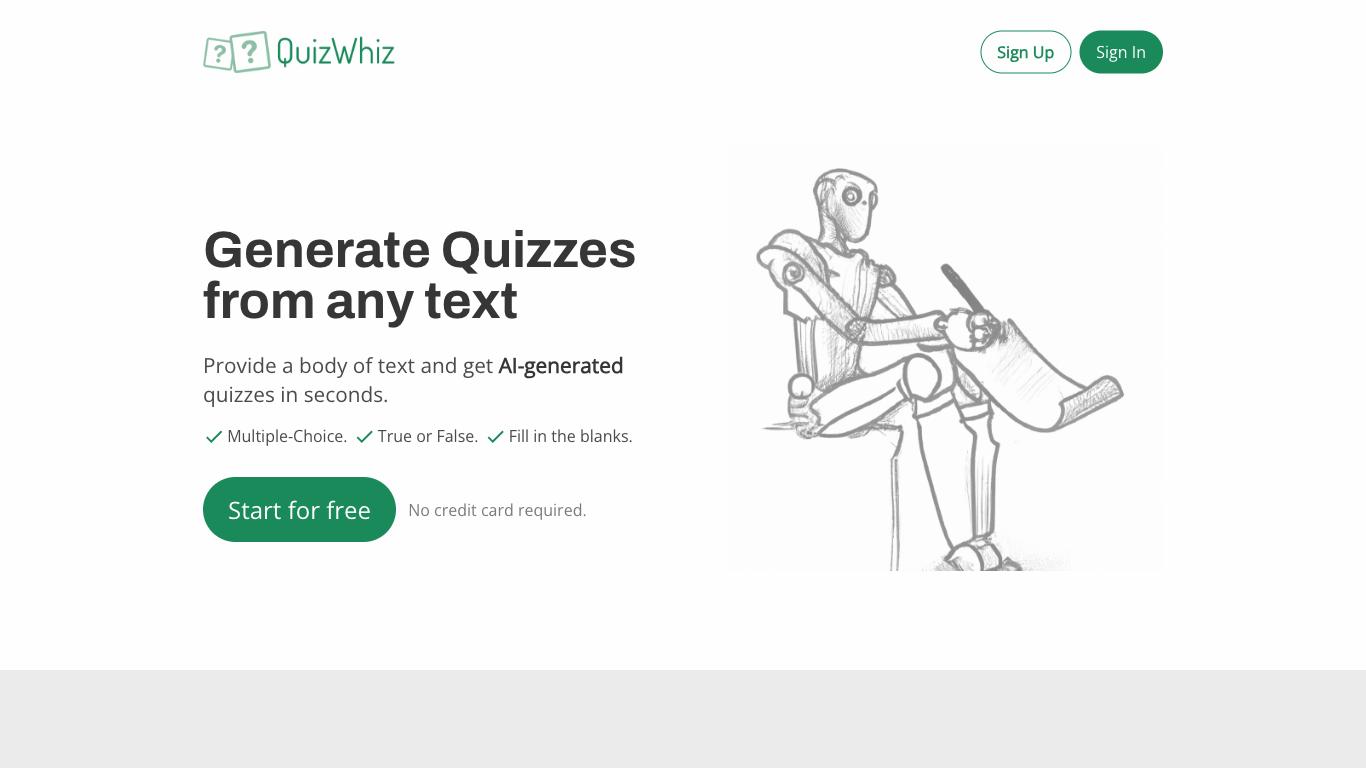 ? ? QuizWhiz
Sign Up
Sign In
Generate Quizzes
from any text
Provide a body of text and get AI-generated
quizzes in seconds.
Multiple-Choice. True or False. Fill in the blanks.
Start for free
No credit card required.